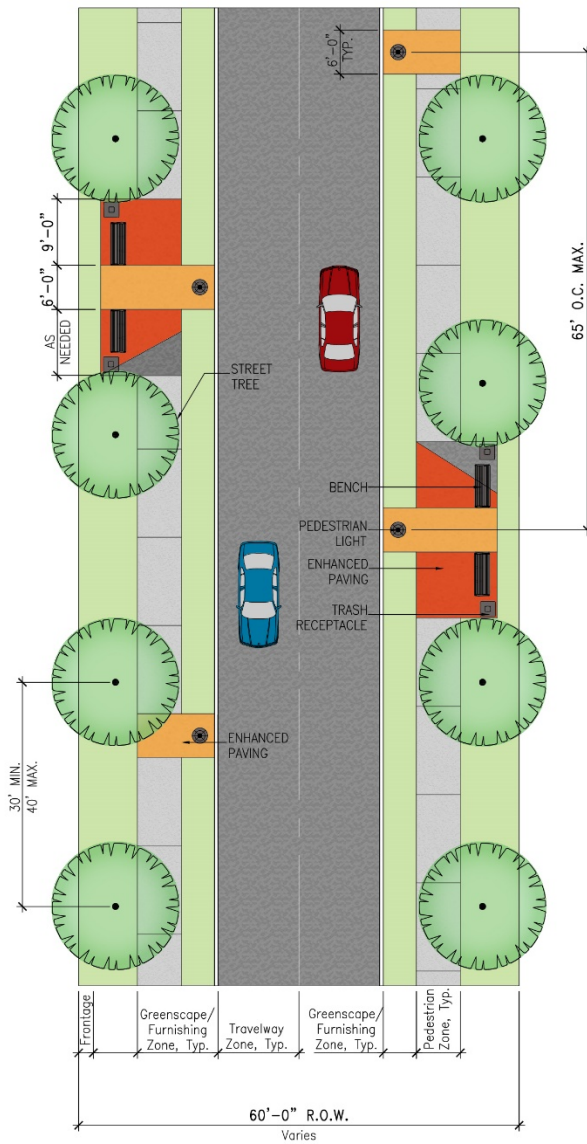 6'-0"
TYP.
9'-0"
6'-0"
AS
NEEDED
65' O.C. MAX.
STREET
TREE
BENCH
PEDESTRIAN
LIGHT
ENHANCED
PAVING
TRASH
RECEPTACLE
ENHANCED
PAVING
30' MIN.
40' MAX.
Frontage
Greenscape/
Furnishing
Zone, Typ.
Travelway
Zone, Typ.
Greenscape/
Furnishing
Zone, Typ.
Pedestrian
Zone, Typ.
60'-0" R.O.W.
Varies